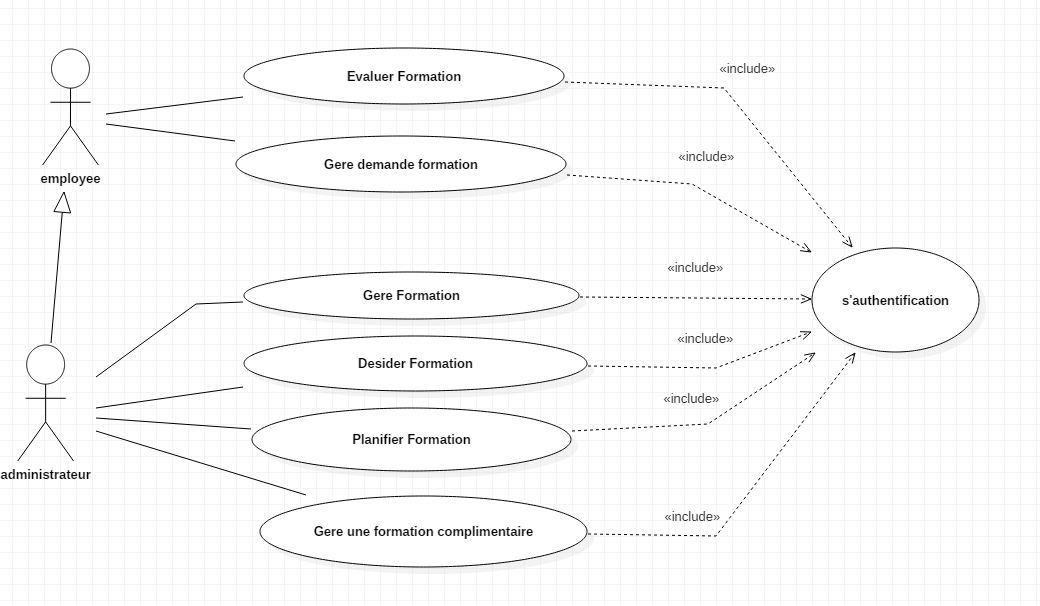 «include»
Evaluer Formation
«include»
Gere demande formation
employee
«include»
Gere Formation
s'authentification
«include»
Desider Formation
«include»
Planifier Formation
administrateur
«include»
Gere une formation complimentaire